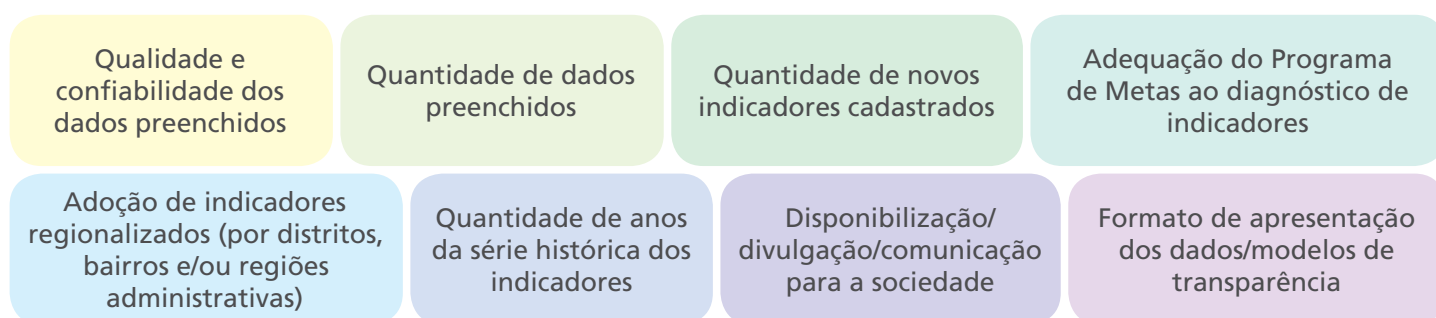 Qualidade e
confiabilidade dos
dados preenchidos
Quantidade de dados
preenchidos
Quantidade de novos
indicadores cadastrados
Adequação do Programa
de Metas ao diagnóstico de
indicadores
Adoção de indicadores
regionalizados (por distritos,
bairros e/ou regiões
administrativas)
Quantidade de anos
da série histórica dos
indicadores
Disponibilização/
divulgação/comunicação
para a sociedade
Formato de apresentação
dos dados/modelos de
transparência